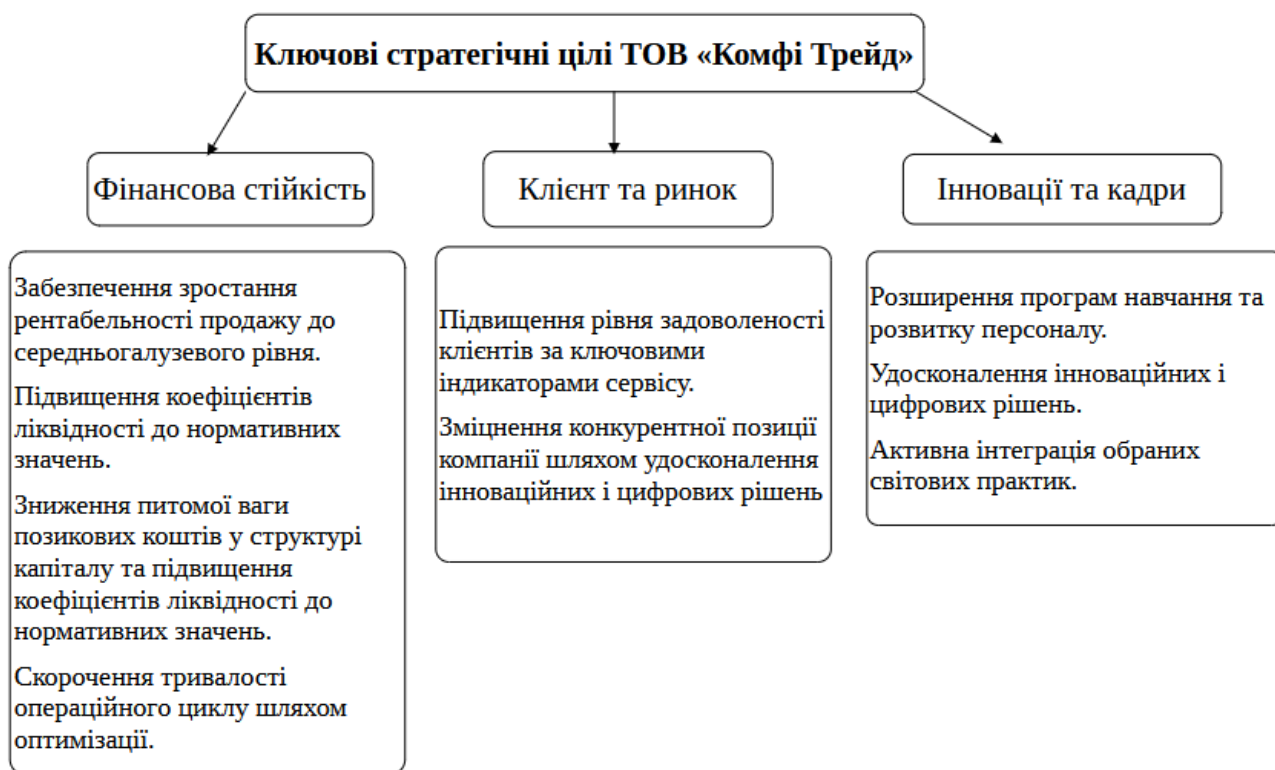 Ключові стратегічні цілі ТОВ «Комфі Трейд»
Фінансова стійкість
Клієнт та ринок
Інновації та кадри
Забезпечення зростання
рентабельності продажу до
середньогалузевого рівня.
Підвищення коефіцієнтів
ліквідності до нормативних
значень.
Зниження питомої ваги
позикових коштів у структурі
капіталу та підвищення
коефіцієнтів ліквідності до
нормативних значень.
Скорочення тривалості
операційного циклу шляхом
оптимізації.
Підвищення рівня задоволеності
клієнтів за ключовими
індикаторами сервісу.
Зміцнення конкурентної позиції
компанії шляхом удосконалення
інноваційних і цифрових рішень
Розширення програм навчання та
розвитку персоналу.
Удосконалення інноваційних і
цифрових рішень.
Активна інтеграція обраних
світових практик.